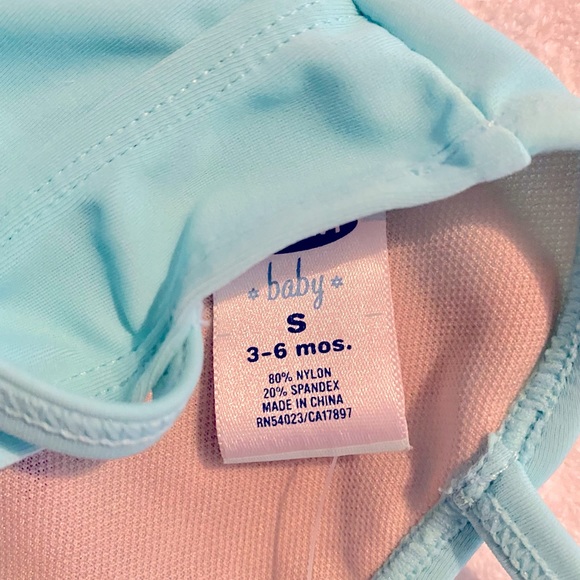 baby
S
3-6 mos.
80% NYLON
20% SPANDEX
MADE IN CHINA
RN54023/CA17897